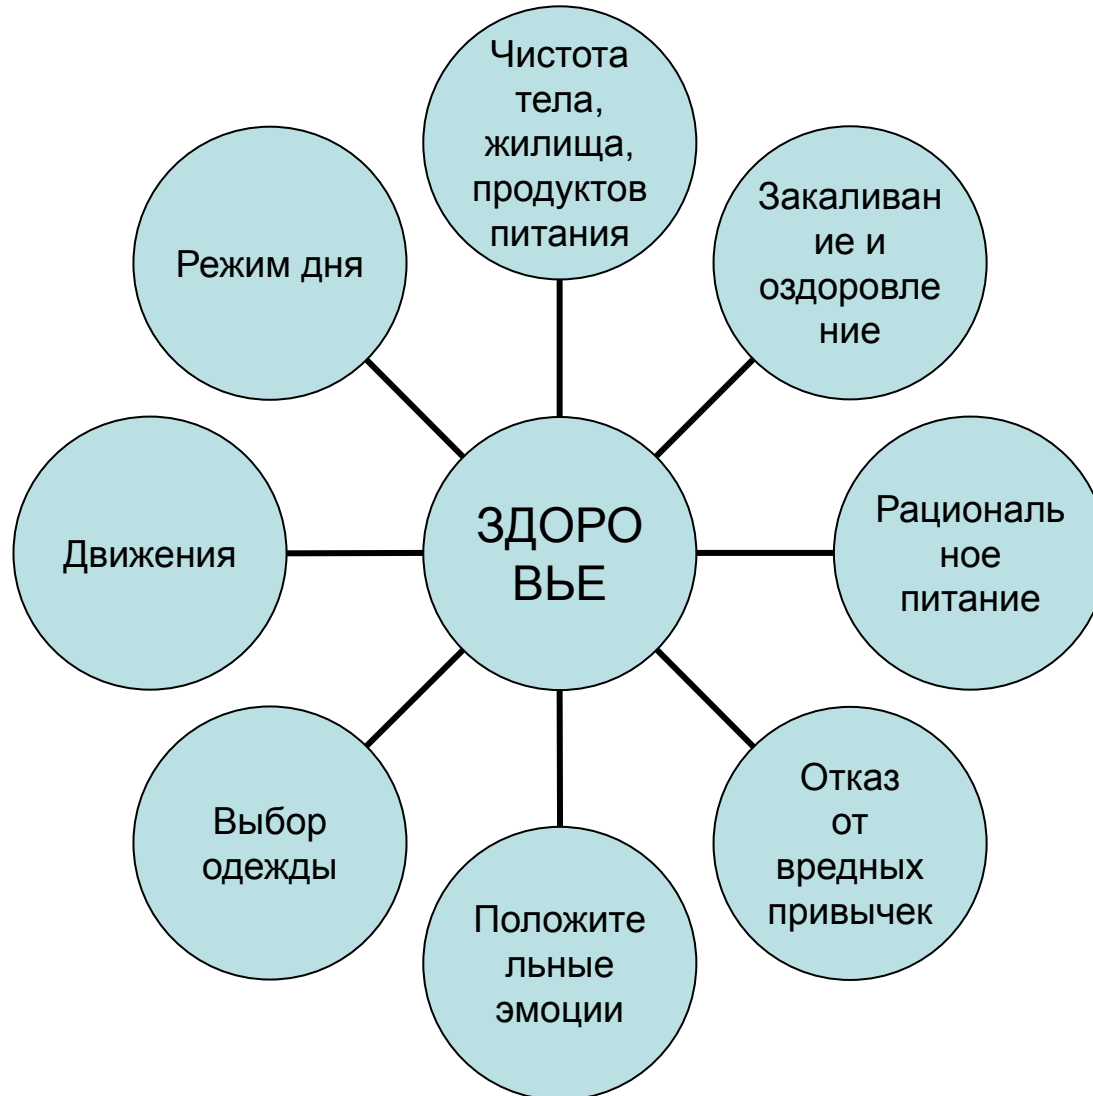 Чистота
тела,
жилища,
продуктов
питания
Закаливан
ие и
оздоровле
ние
Рациональ
ное
питание
Отказ
от
вредных
привычек
Положите
льные
эмоции
Выбор
одежды
Движения
Режим дня
ЗДОРО
ВЬЕ